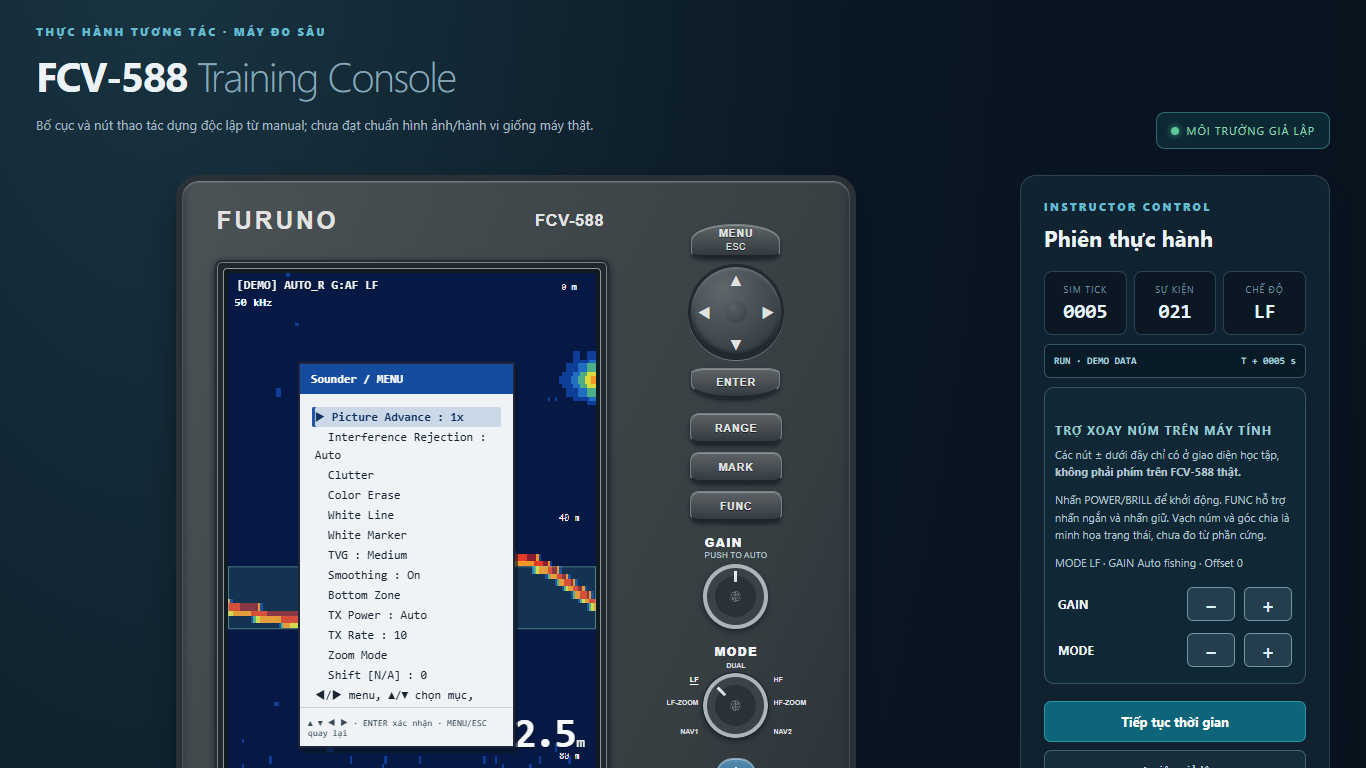 THỰC HÀNH TƯƠNG TÁC · MÁY ĐO SÂU
FCV-588 Training Console
Bố cục và nút thao tác dựng độc lập từ manual; chưa đạt chuẩn hình ảnh/hành vi giống máy thật.
MÔI TRƯỜNG GIẢ LẬP
FURUNO
FCV-588
[DEMO] AUTO_R G:AF LF
0 m
50 kHz
Sounder / MENU
▶ Picture Advance : 1x
Interference Rejection :
Auto
Clutter
Color Erase
White Line
40 m
White Marker
TVG : Medium
Smoothing : On
Bottom Zone
TX Power : Auto
TX Rate : 10
Zoom Mode
Shift [N/A] : 0
◀/▶ menu, ▲/▼ chọn mục,
▲ ▼ ◀ ▶ · ENTER xác nhận · MENU/ESC
quay lại
2.5m
80 m
MENU
ESC
ENTER
RANGE
MARK
FUNC
GAIN
PUSH TO AUTO
MODE
DUAL
LF
HF
LF-ZOOM
HF-ZOOM
NAV1
NAV2
INSTRUCTOR CONTROL
Phiên thực hành
SIM TICK
0005
SỰ KIỆN
021
CHẾ ĐỘ
LF
RUN · DEMO DATA
T + 0005 s
TRỢ XOAY NÚM TRÊN MÁY TÍNH
Các nút ± dưới đây chỉ có ở giao diện học tập,
không phải phím trên FCV-588 thật.
Nhấn POWER/BRILL để khởi động. FUNC hỗ trợ
nhấn ngắn và nhấn giữ. Vạch núm và góc chia là
minh họa trạng thái, chưa đo từ phần cứng.
MODE LF · GAIN Auto fishing · Offset 0
GAIN
−
+
MODE
−
+
Tiếp tục thời gian